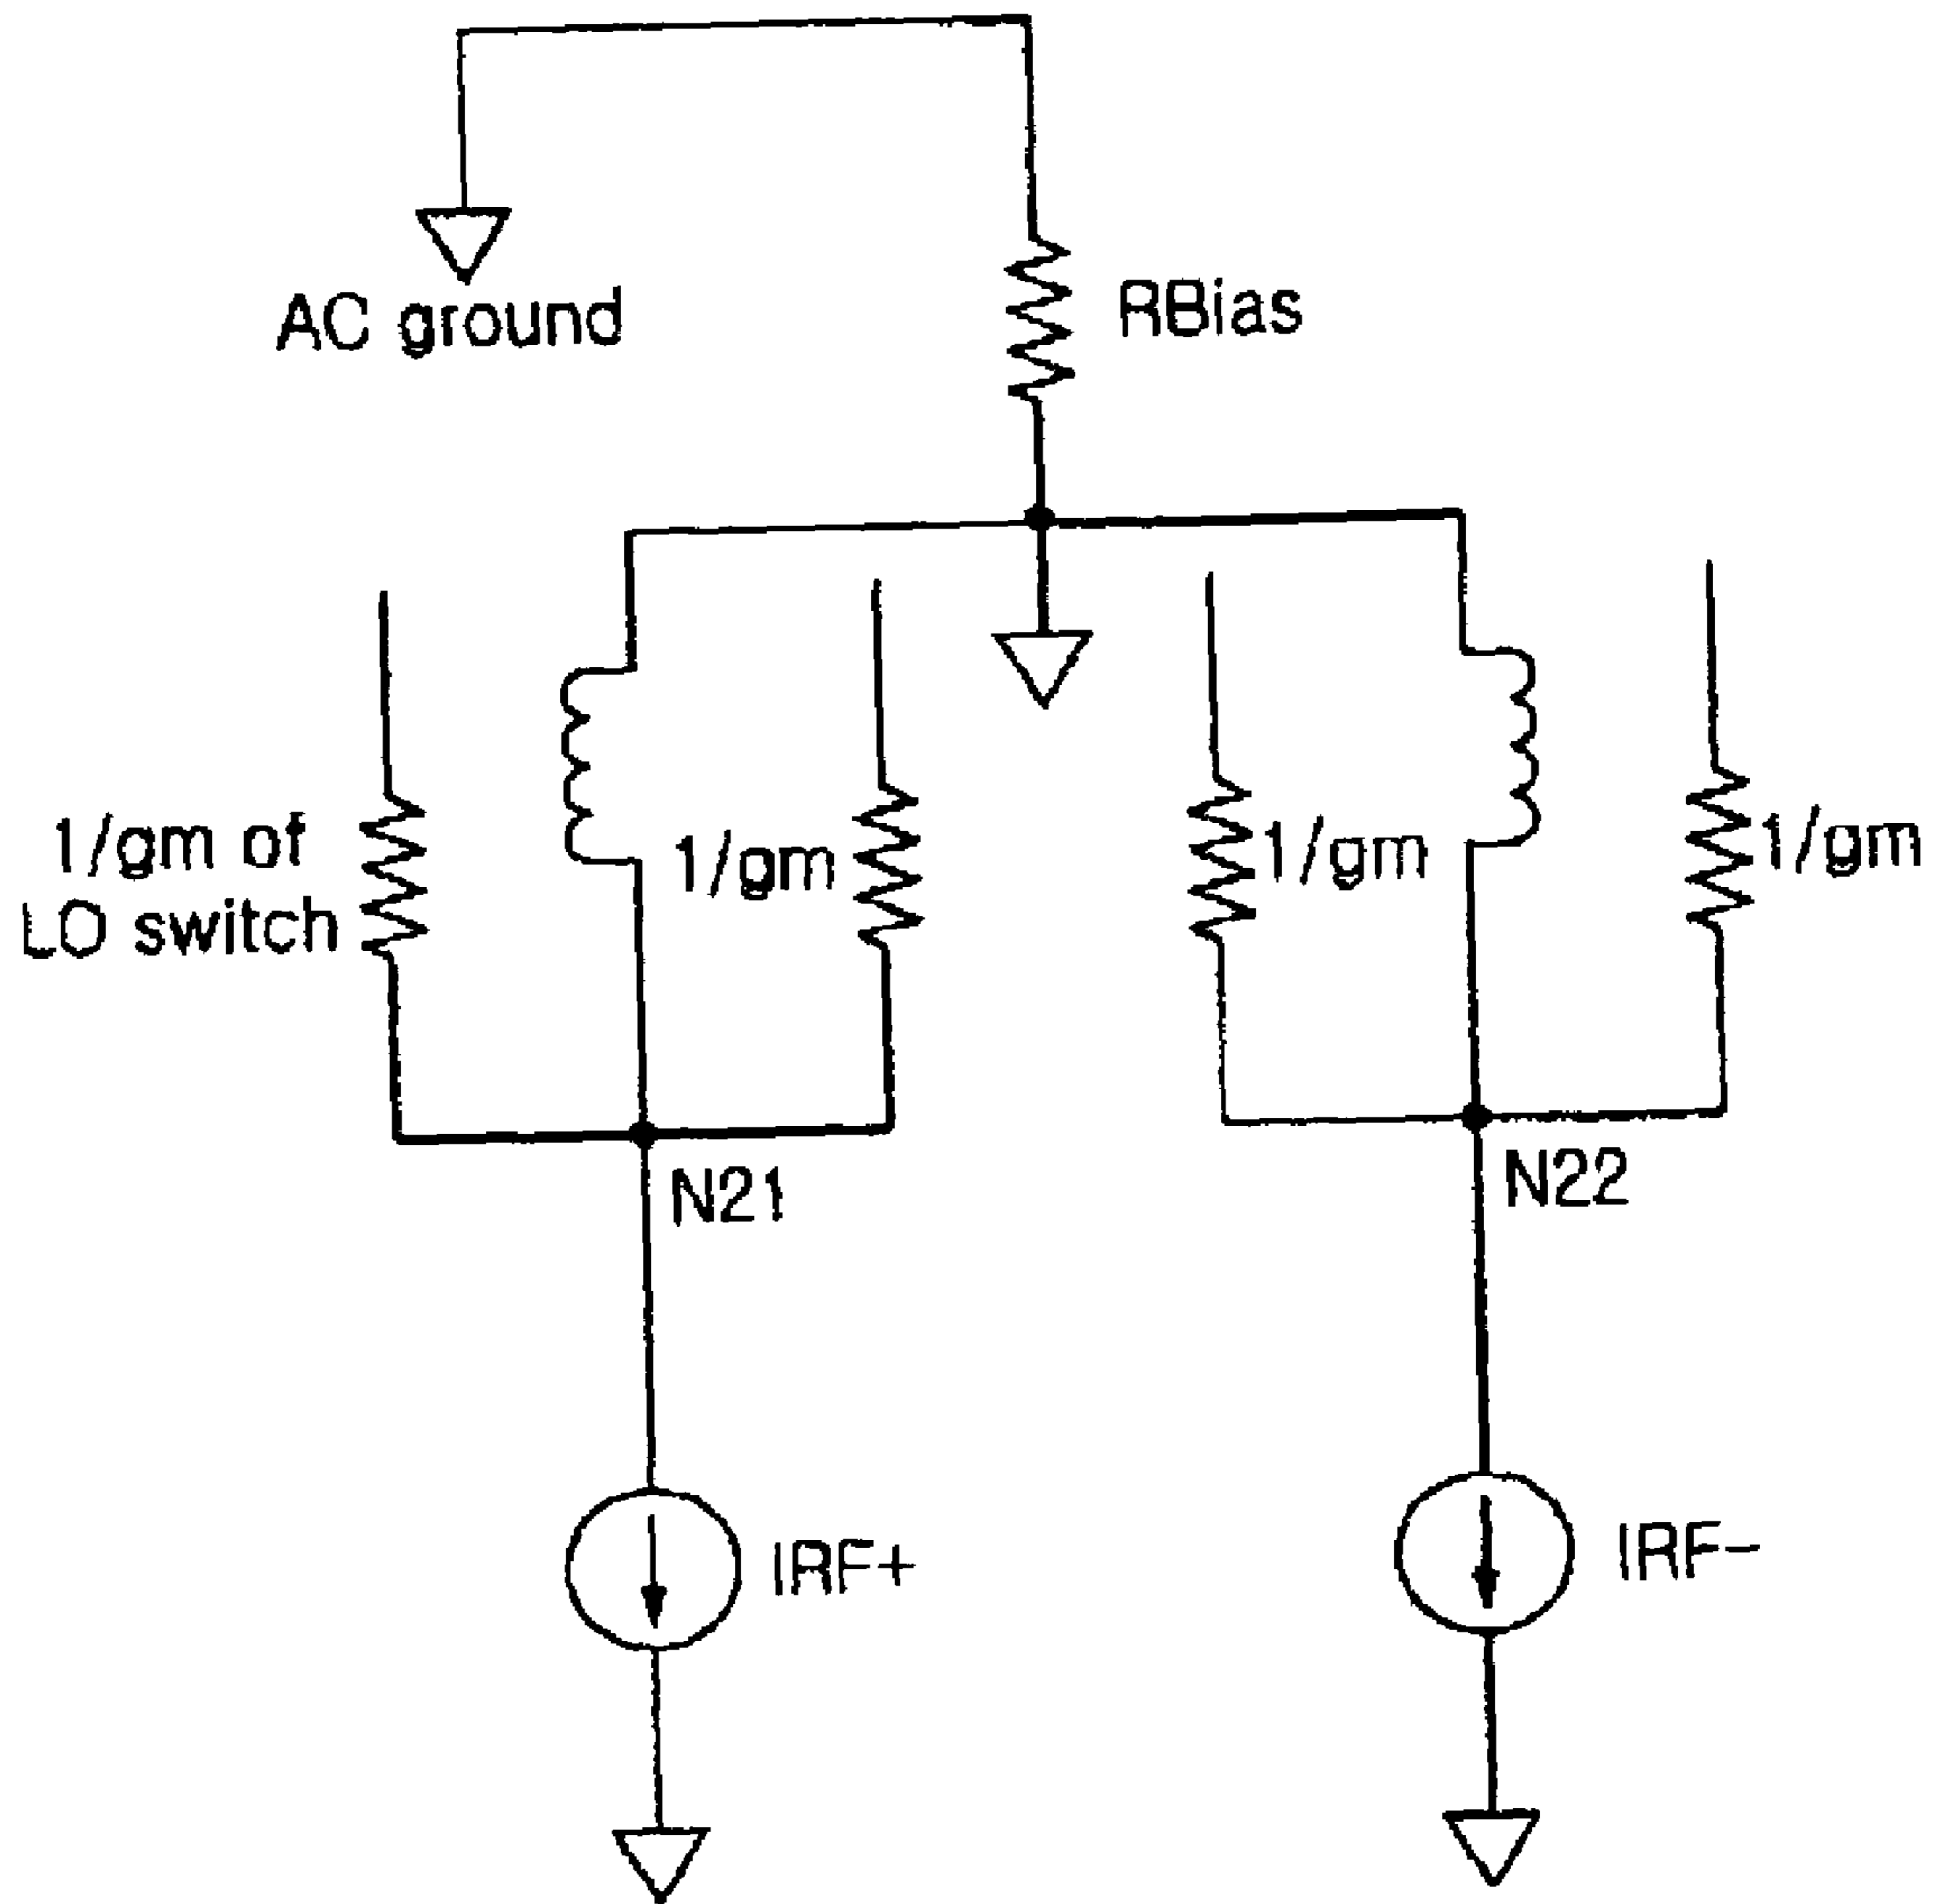 AC ground
RBias
1/gm of
LO switch
1/gm
1/gm
1/gm
N21
N22
IRF+
IRF-